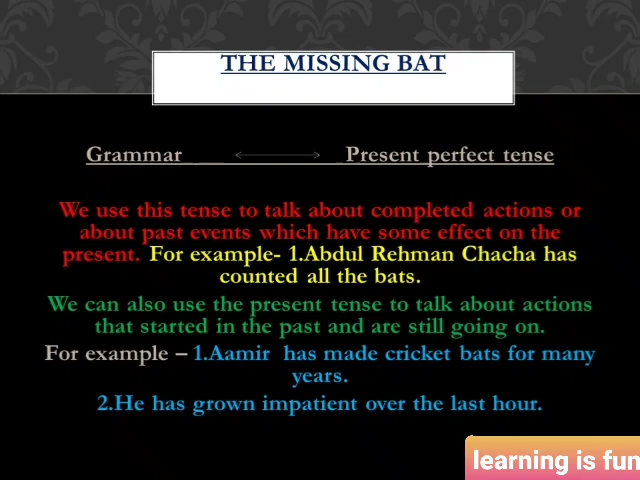 THE MISSING BAT
Grammar_ __ ⟷ _Present perfect tense
We use this tense to talk about completed actions or
about past events which have some effect on the
present. For example- 1.Abdul Rehman Chacha has
counted all the bats.
We can also use the present tense to talk about actions
that started in the past and are still going on.
For example – 1.Aamir has made cricket bats for many
years.
2.He has grown impatient over the last hour.
learning is fun